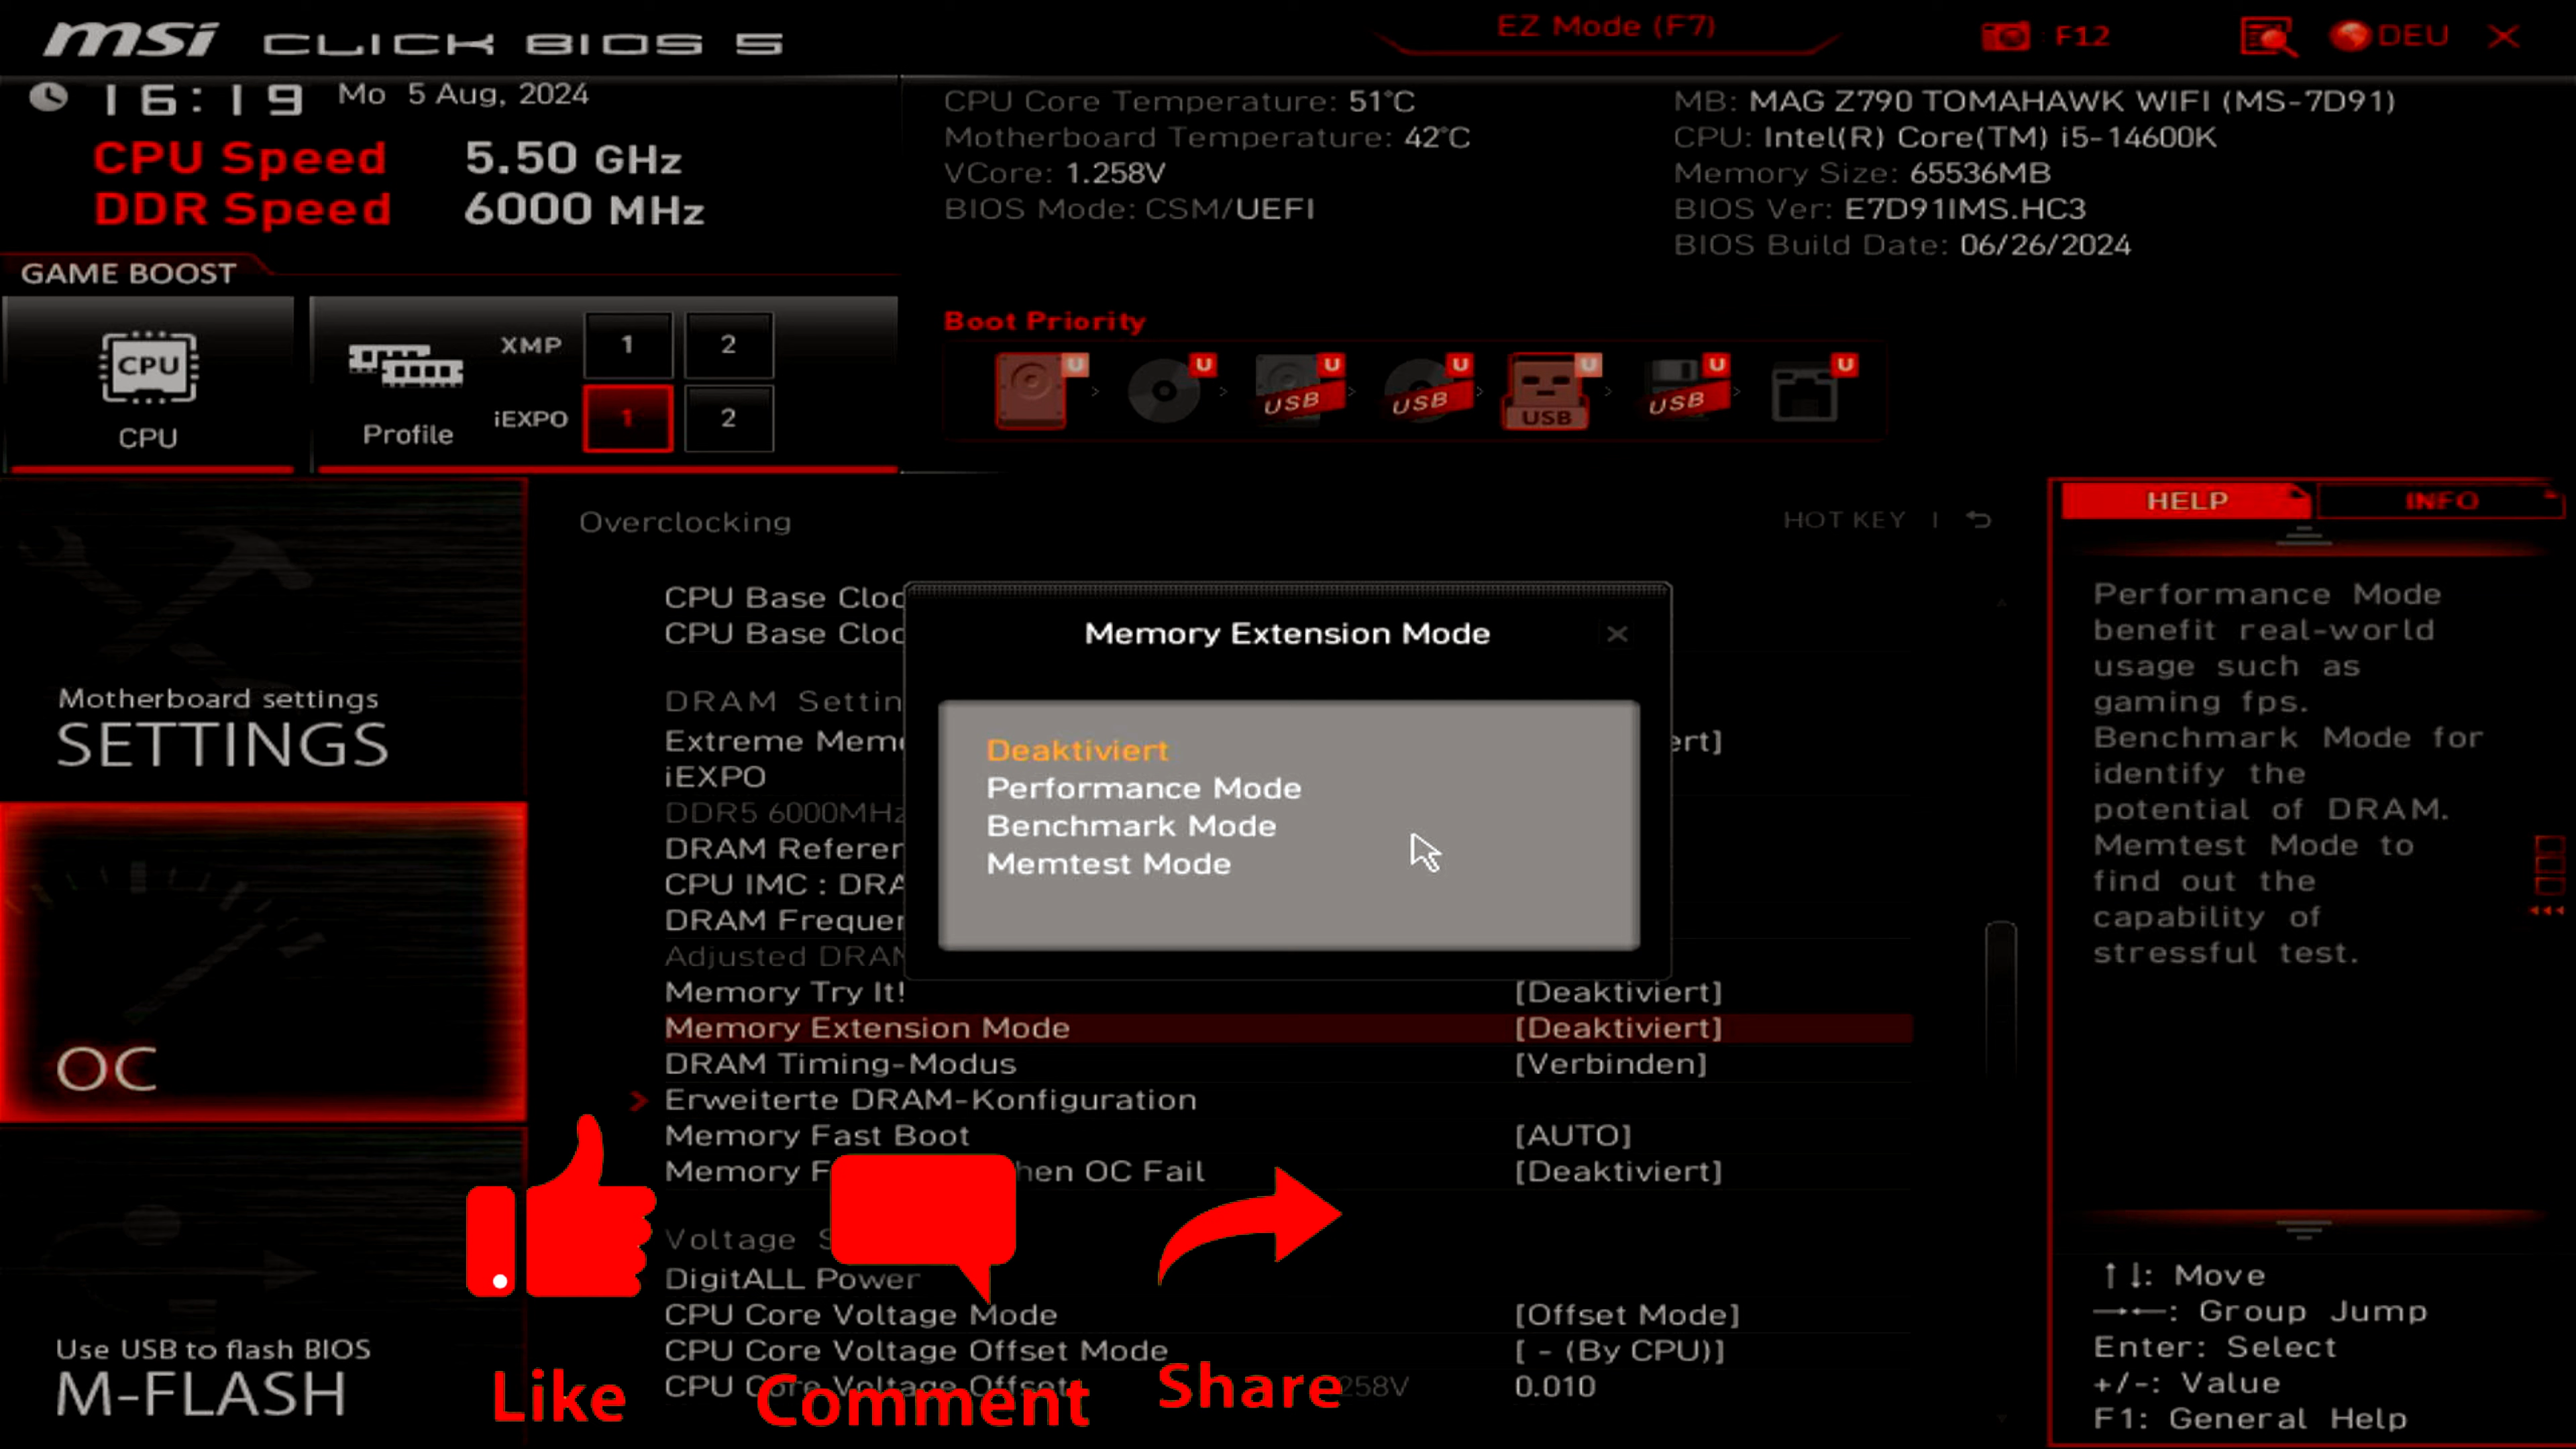 msi CLICK BIOS 5
EZ Mode (F7)
F12
DEU
16:19 Mo 5 Aug, 2024
CPU Speed 5.50 GHz
DDR Speed 6000 MHz
CPU Core Temperature: 51°C
Motherboard Temperature: 42°C
VCore: 1.258V
BIOS Mode: CSM/UEFI
MB: MAG Z790 TOMAHAWK WIFI (MS-7D91)
CPU: Intel(R) Core(TM) i5-14600K
Memory Size: 65536MB
BIOS Ver: E7D91IMS.HC3
BIOS Build Date: 06/26/2024
GAME BOOST
CPU
CPU
Profile
XMP 1 2
iEXPO 1 2
Boot Priority
U U U U U U U
USB USB USB USB
Motherboard settings
SETTINGS
OC
Use USB to flash BIOS
M-FLASH
Overclocking
HOT KEY
CPU Base Cloc
CPU Base Cloc
DRAM Settin
Extreme Mem ert]
iEXPO
DDR5 6000MHz
DRAM Referen
CPU IMC : DRA
DRAM Frequen
Adjusted DRAM
Memory Try It! [Deaktiviert]
Memory Extension Mode [Deaktiviert]
DRAM Timing-Modus [Verbinden]
Erweiterte DRAM-Konfiguration
Memory Fast Boot [AUTO]
Memory F hen OC Fail [Deaktiviert]
Voltage S
DigitALL Power
CPU Core Voltage Mode [Offset Mode]
CPU Core Voltage Offset Mode [ - (By CPU)]
CPU Core Voltage Offset 258V 0.010
Memory Extension Mode
Deaktiviert
Performance Mode
Benchmark Mode
Memtest Mode
Like
Comment
Share
HELP
INFO
Performance Mode
benefit real-world
usage such as
gaming fps.
Benchmark Mode for
identify the
potential of DRAM.
Memtest Mode to
find out the
capability of
stressful test.
↑↓: Move
→←: Group Jump
Enter: Select
+/-: Value
F1: General Help